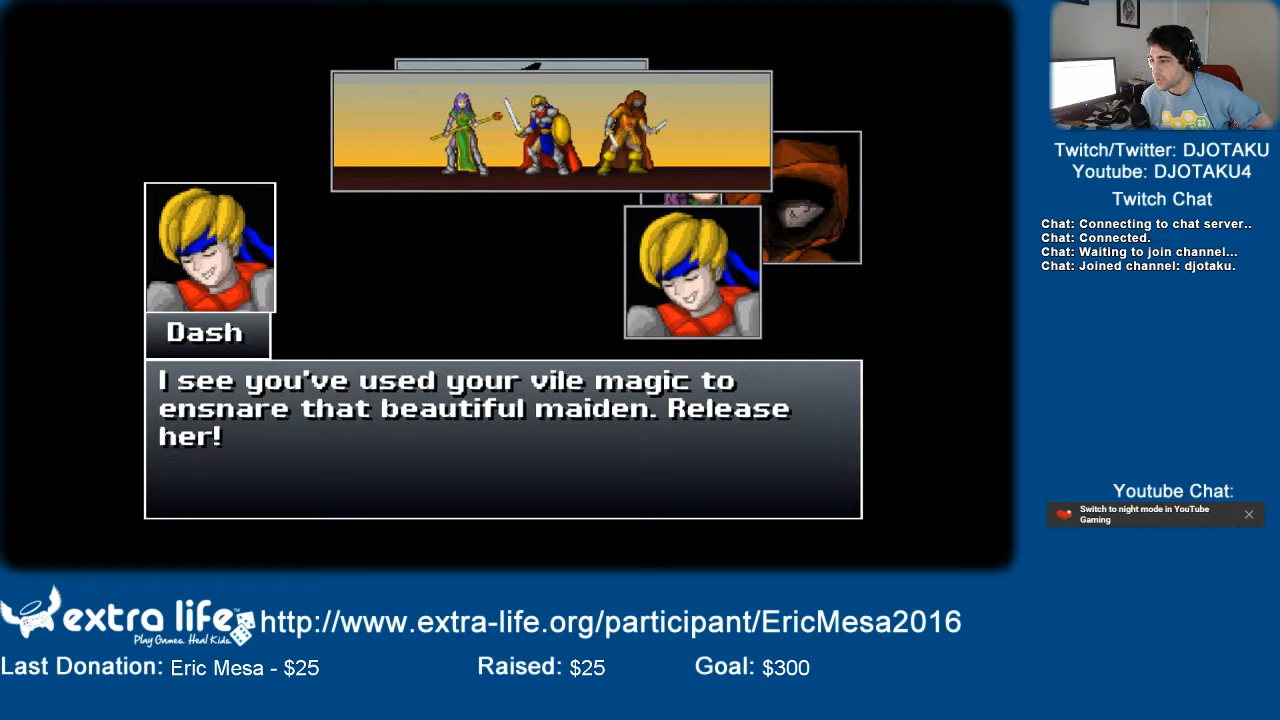 Twitch/Twitter: DJOTAKU
Youtube: DJOTAKU4
Twitch Chat
Chat: Connecting to chat server..
Chat: Connected.
Chat: Waiting to join channel...
Chat: Joined channel: djotaku.
Dash
I see you've used your vile magic to
ensnare that beautiful maiden. Release
her!
Youtube Chat:
Switch to night mode in YouTube
Gaming
extra life
Play Games. Heal Kids.
http://www.extra-life.org/participant/EricMesa2016
Last Donation: Eric Mesa - $25 Raised: $25 Goal: $300